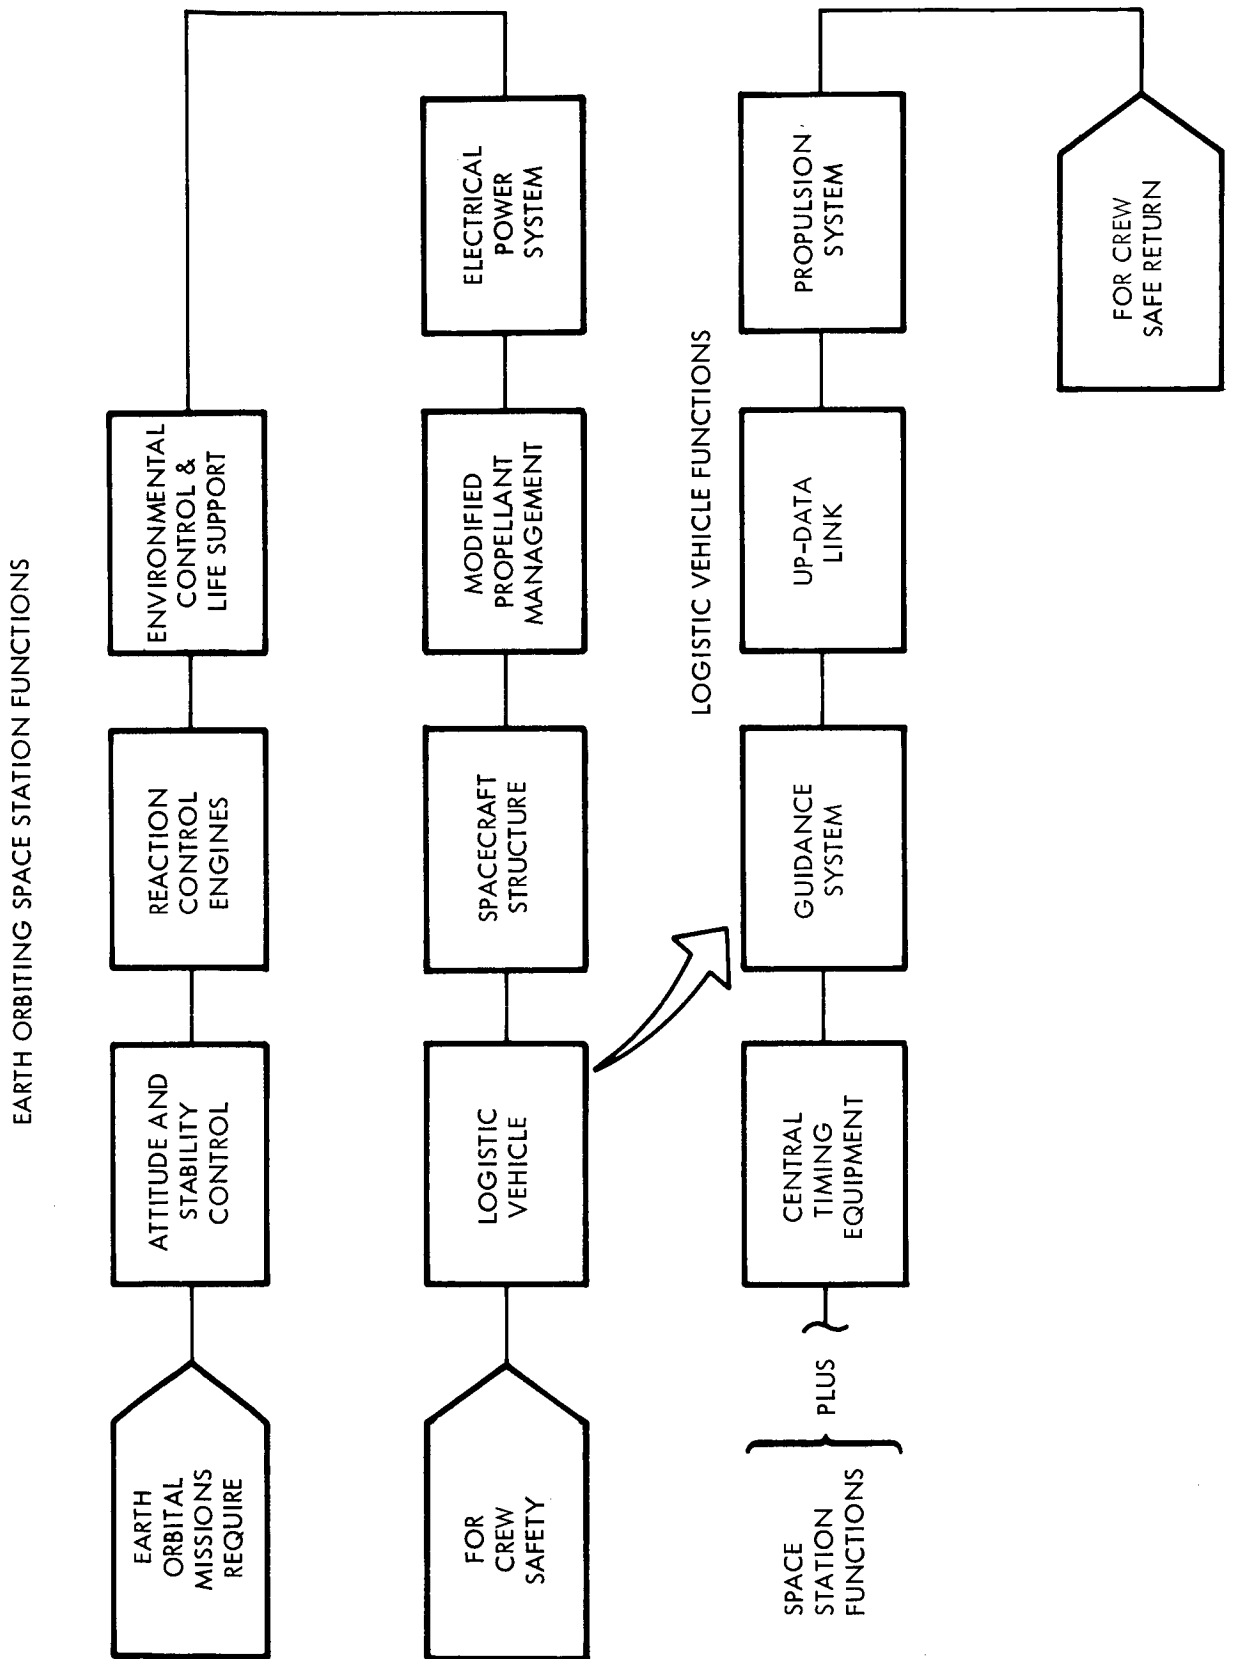 EARTH ORBITING SPACE STATION FUNCTIONS
EARTH
ORBITAL
MISSIONS
REQUIRE
ATTITUDE AND
STABILITY
CONTROL
REACTION
CONTROL
ENGINES
ENVIRONMENTAL
CONTROL &
LIFE SUPPORT
FOR
CREW
SAFETY
LOGISTIC
VEHICLE
SPACECRAFT
STRUCTURE
MODIFIED
PROPELLANT
MANAGEMENT
ELECTRICAL
POWER
SYSTEM
LOGISTIC VEHICLE FUNCTIONS
SPACE
STATION
FUNCTIONS
PLUS
CENTRAL
TIMING
EQUIPMENT
GUIDANCE
SYSTEM
UP-DATA
LINK
PROPULSION
SYSTEM
FOR CREW
SAFE RETURN